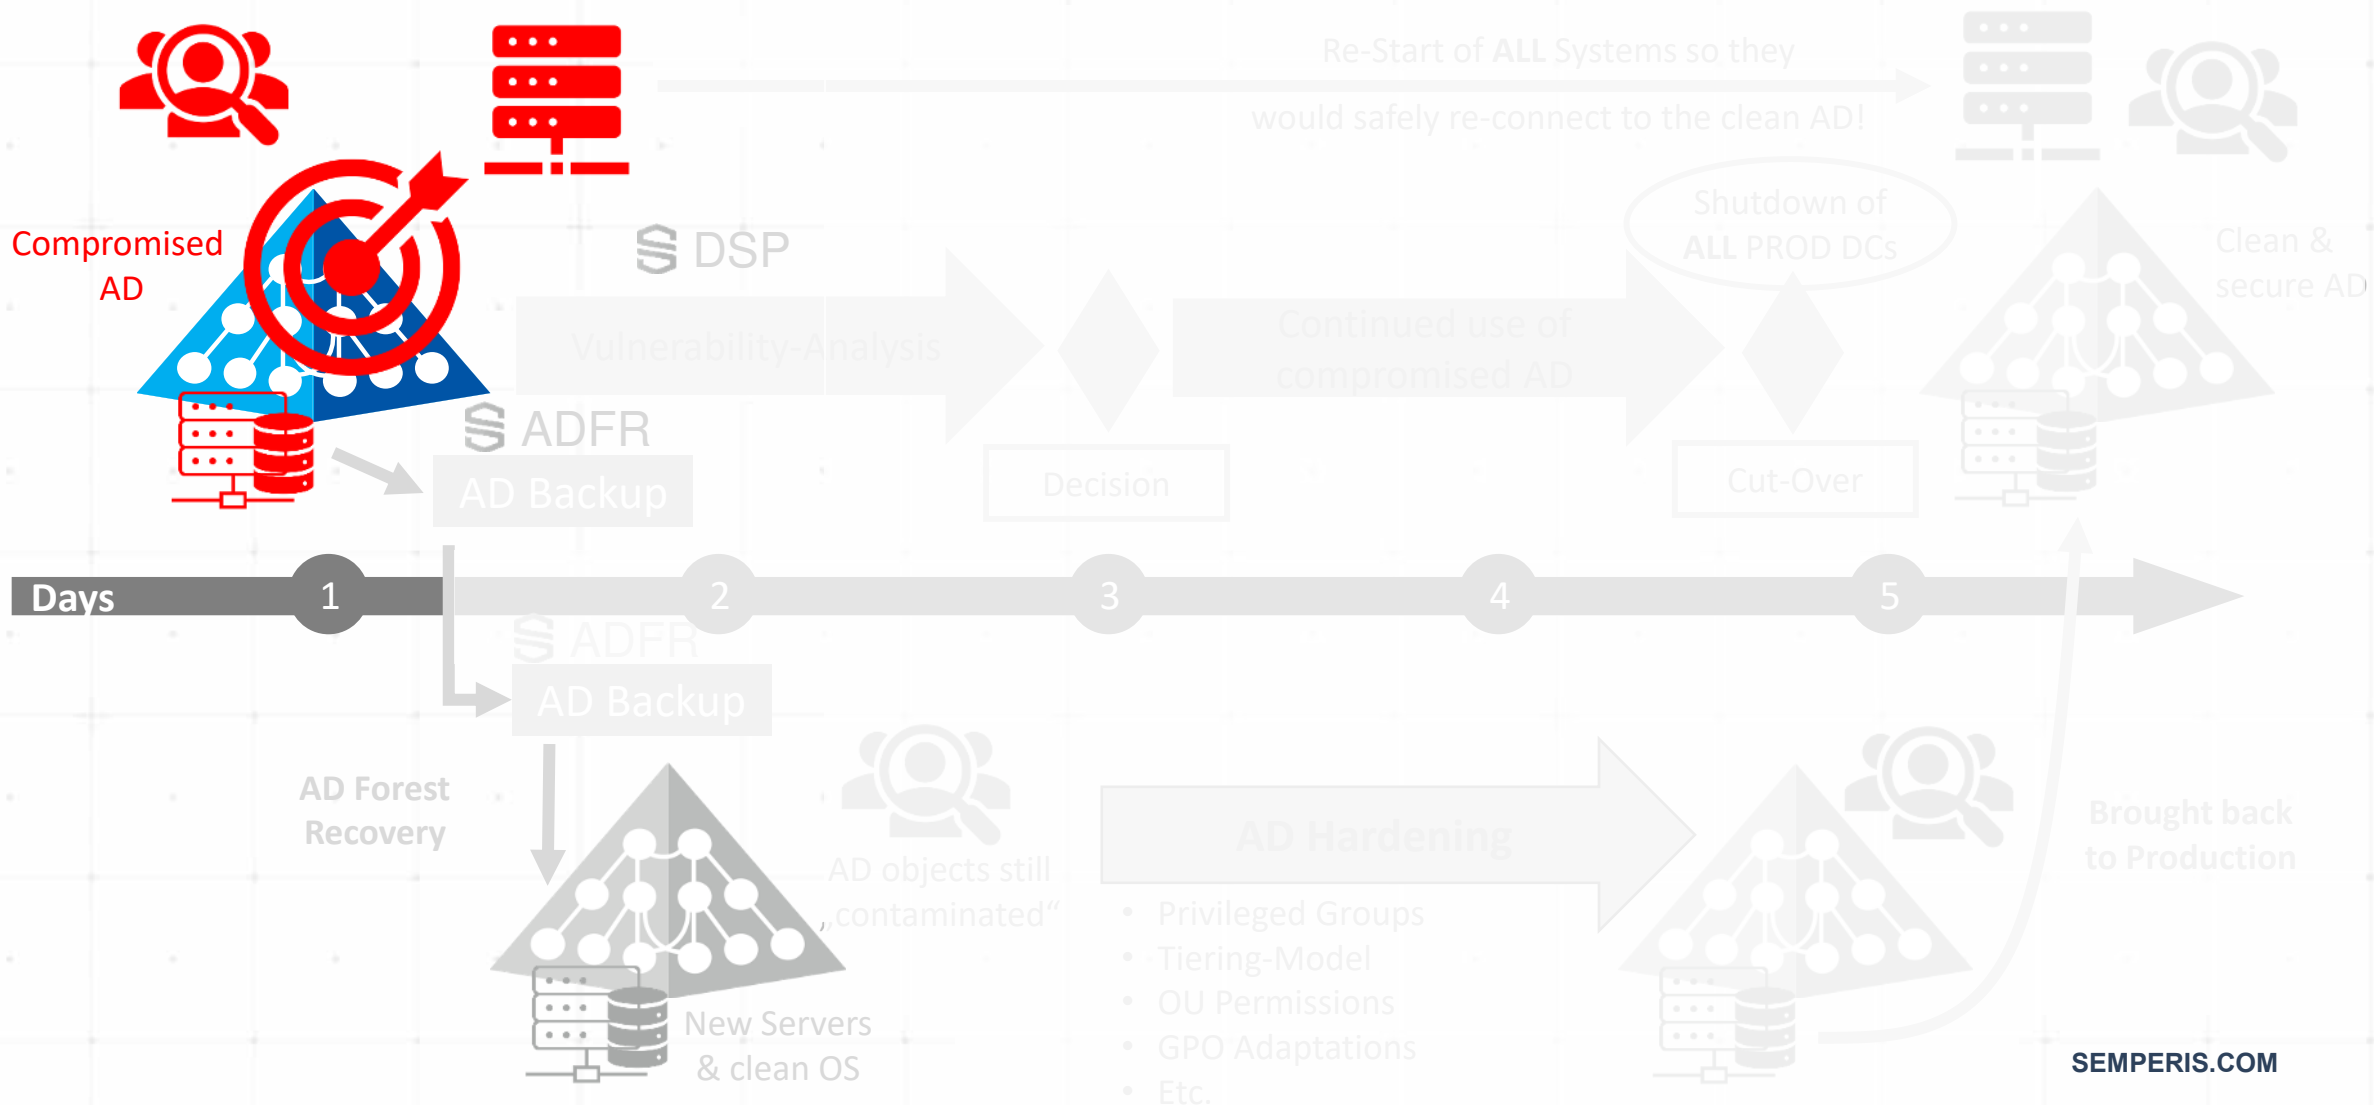 Re-Start of ALL Systems so they
would safely re-connect to the clean AD!
Shutdown of
ALL PROD DCs
Compromised
AD
DSP
Clean &
secure AD
Vulnerability-Analysis
Continued use of
compromised AD
ADFR
AD Backup
Decision
Cut-Over
Days
1
2
3
4
5
ADFR
AD Backup
AD Forest
Recovery
AD objects still
„contaminated“
AD Hardening
Brought back
to Production
• Privileged Groups
• Tiering-Model
• OU Permissions
• GPO Adaptations
• Etc.
New Servers
& clean OS
SEMPERIS.COM